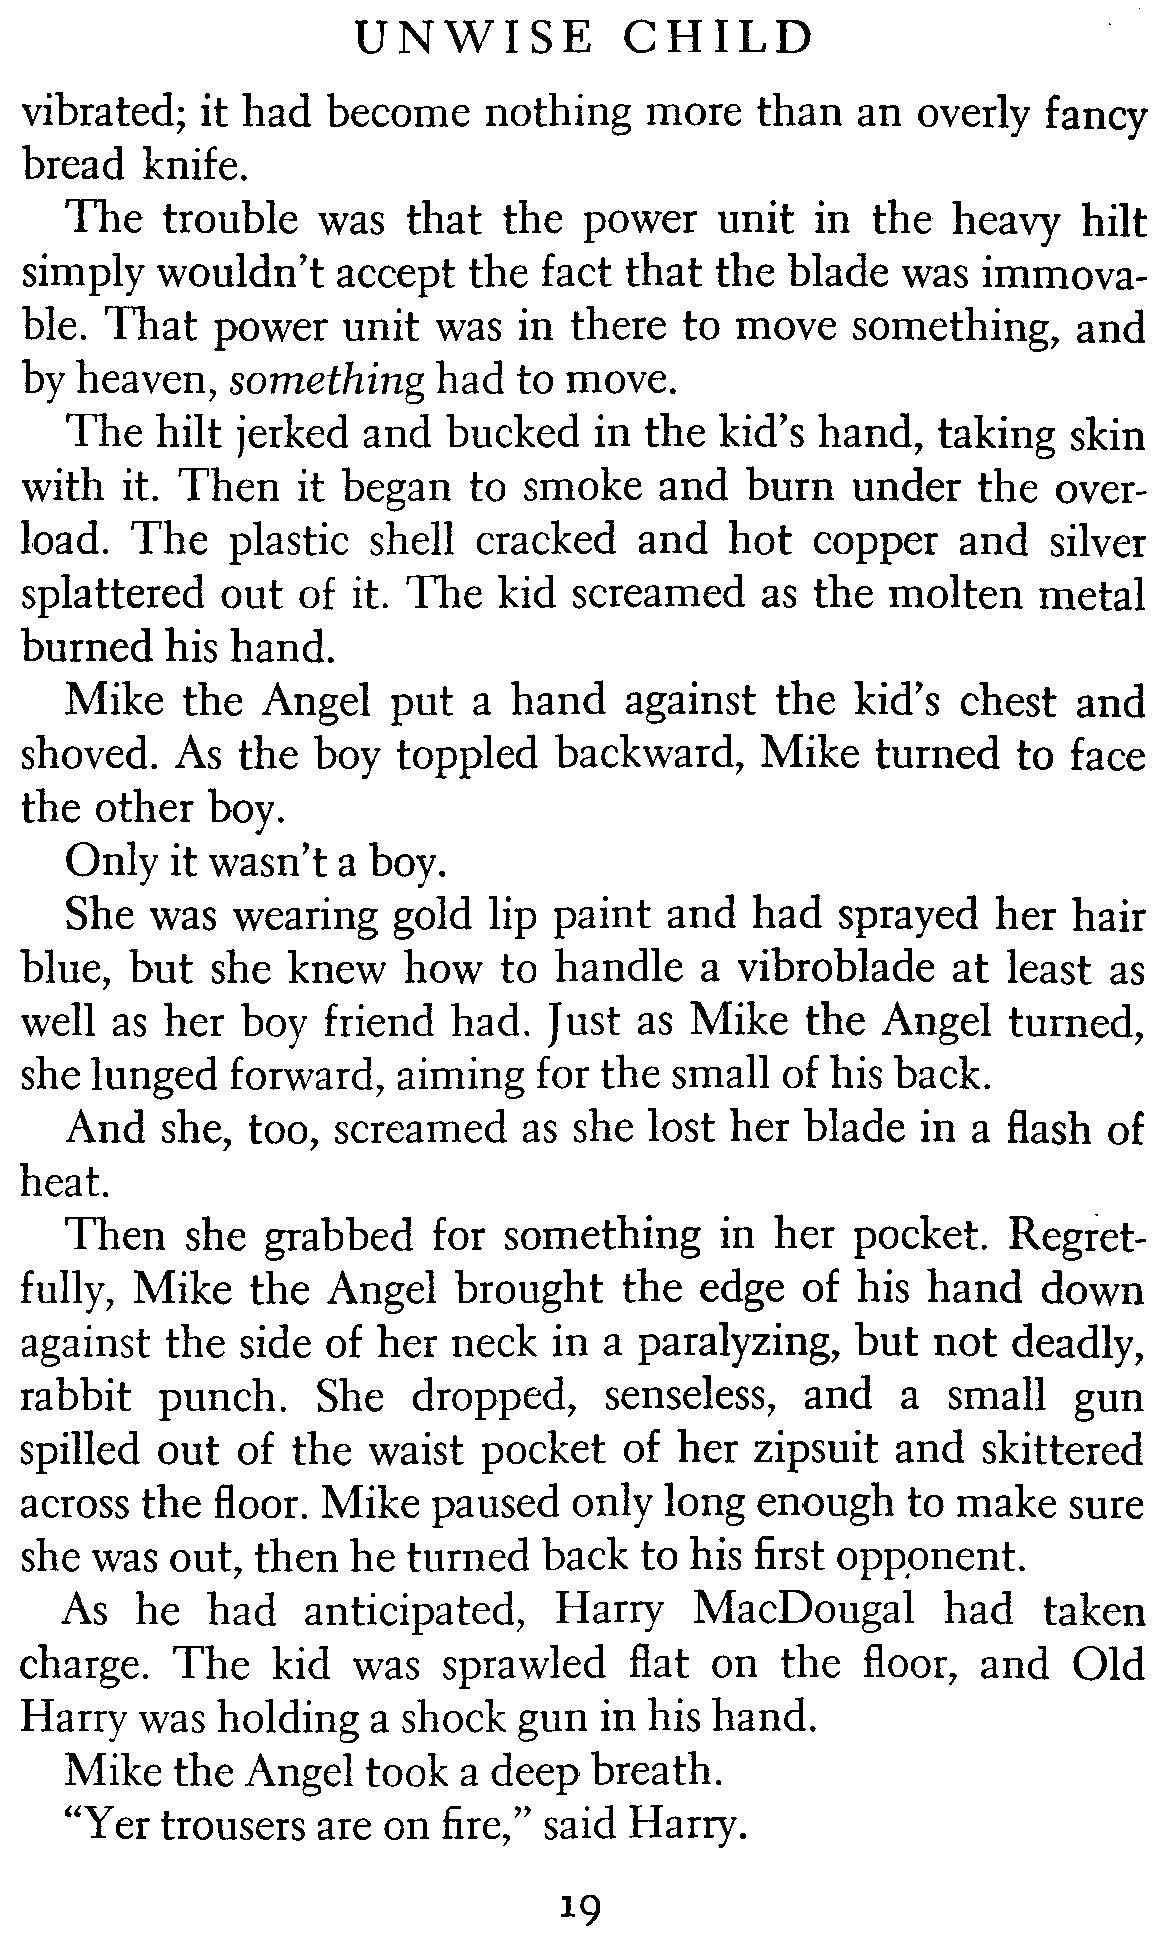 UNWISE CHILD
vibrated; it had become nothing more than an overly fancy
bread knife.
The trouble was that the power unit in the heavy hilt
simply wouldn't accept the fact that the blade was immova-
ble. That power unit was in there to move something, and
by heaven, something had to move.
The hilt jerked and bucked in the kid's hand, taking skin
with it. Then it began to smoke and burn under the over-
load. The plastic shell cracked and hot copper and silver
splattered out of it. The kid screamed as the molten metal
burned his hand.
Mike the Angel put a hand against the kid's chest and
shoved. As the boy toppled backward, Mike turned to face
the other boy.
Only it wasn't a boy.
She was wearing gold lip paint and had sprayed her hair
blue, but she knew how to handle a vibroblade at least as
well as her boy friend had. Just as Mike the Angel turned,
she lunged forward, aiming for the small of his back.
And she, too, screamed as she lost her blade in a flash of
heat.
Then she grabbed for something in her pocket. Regret-
fully, Mike the Angel brought the edge of his hand down
against the side of her neck in a paralyzing, but not deadly,
rabbit punch. She dropped, senseless, and a small gun
spilled out of the waist pocket of her zipsuit and skittered
across the floor. Mike paused only long enough to make sure
she was out, then he turned back to his first opponent.
As he had anticipated, Harry MacDougal had taken
charge. The kid was sprawled flat on the floor, and Old
Harry was holding a shock gun in his hand.
Mike the Angel took a deep breath.
“Yer trousers are on fire,” said Harry.
19